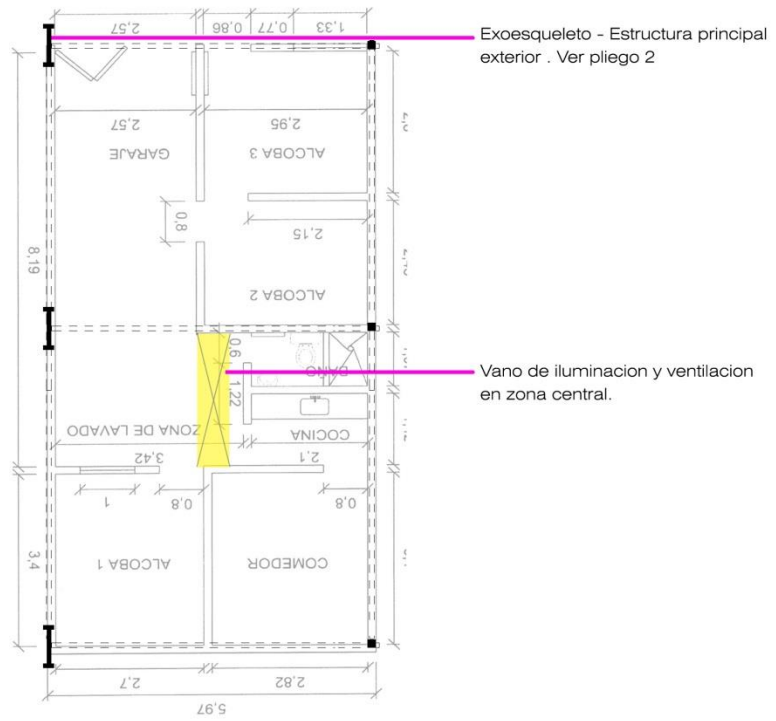 2,57 0,86 0,77 1,33
Exoesqueleto - Estructura principal
exterior . Ver pliego 2
2,57 2,95
GARAJE ALCOBA 3
0,8
2,15
8,19
ALCOBA 2
0,6
BAÑO
Vano de iluminacion y ventilacion
en zona central.
1,22
ZONA DE LAVADO COCINA
3,42 2,1
1 0,8 0,8
3,4
ALCOBA 1 COMEDOR
2,7 2,82
5,97